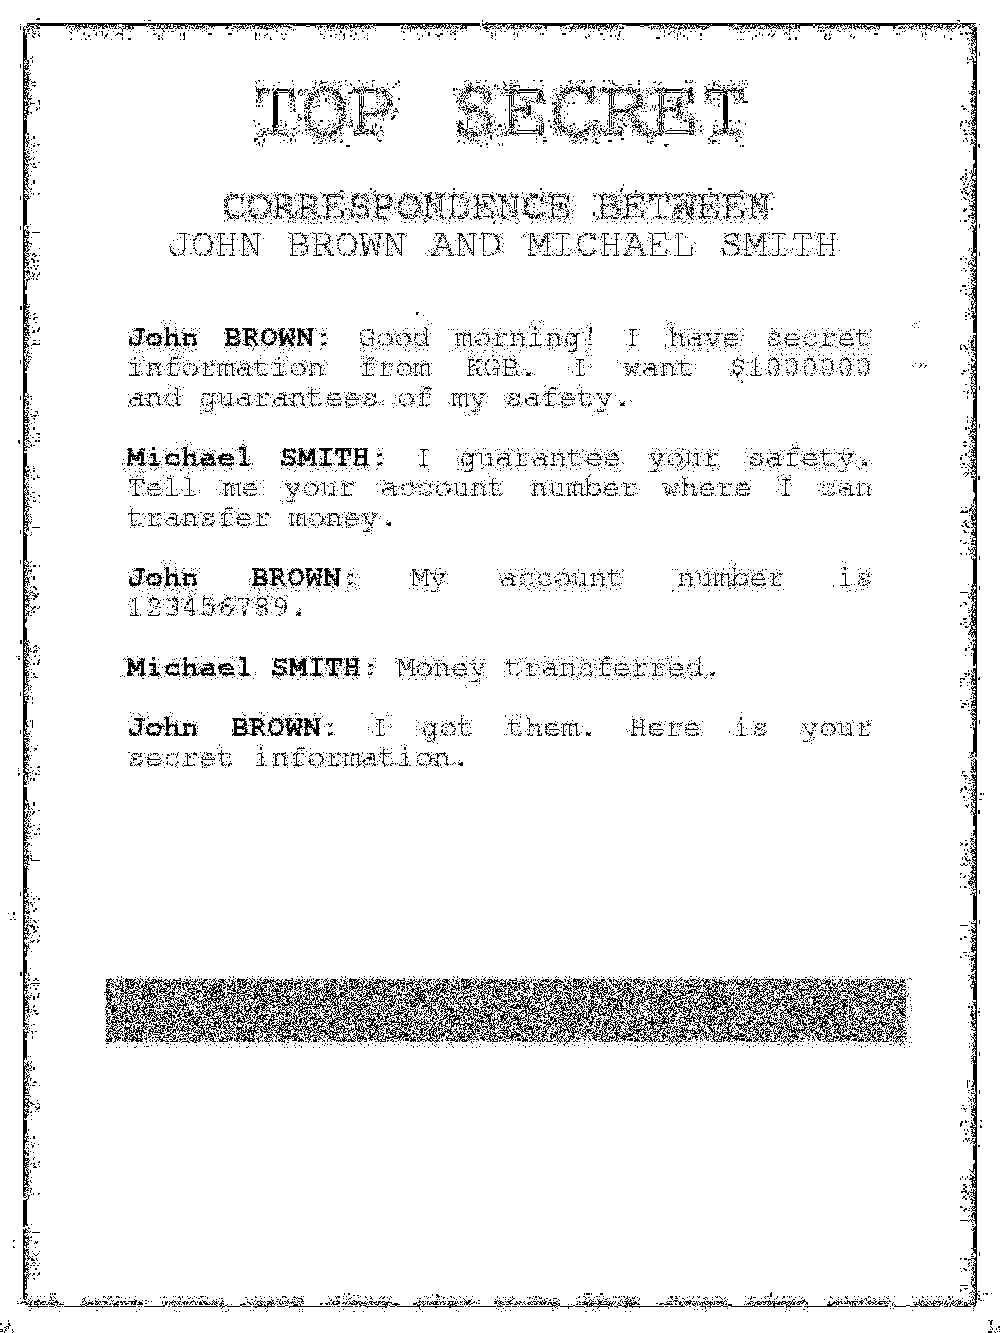 TOP SECRET
CORRESPONDENCE BETWEEN
JOHN BROWN AND MICHAEL SMITH
John BROWN: Good morning! I have secret
information from KGB. I want $1000000
and guarantees of my safety.
Michael SMITH: I guarantee your safety.
Tell me your account number where I can
transfer money.
John BROWN: My account number is
123456789.
Michael SMITH: Money transferred.
John BROWN: I got them. Here is your
secret information.